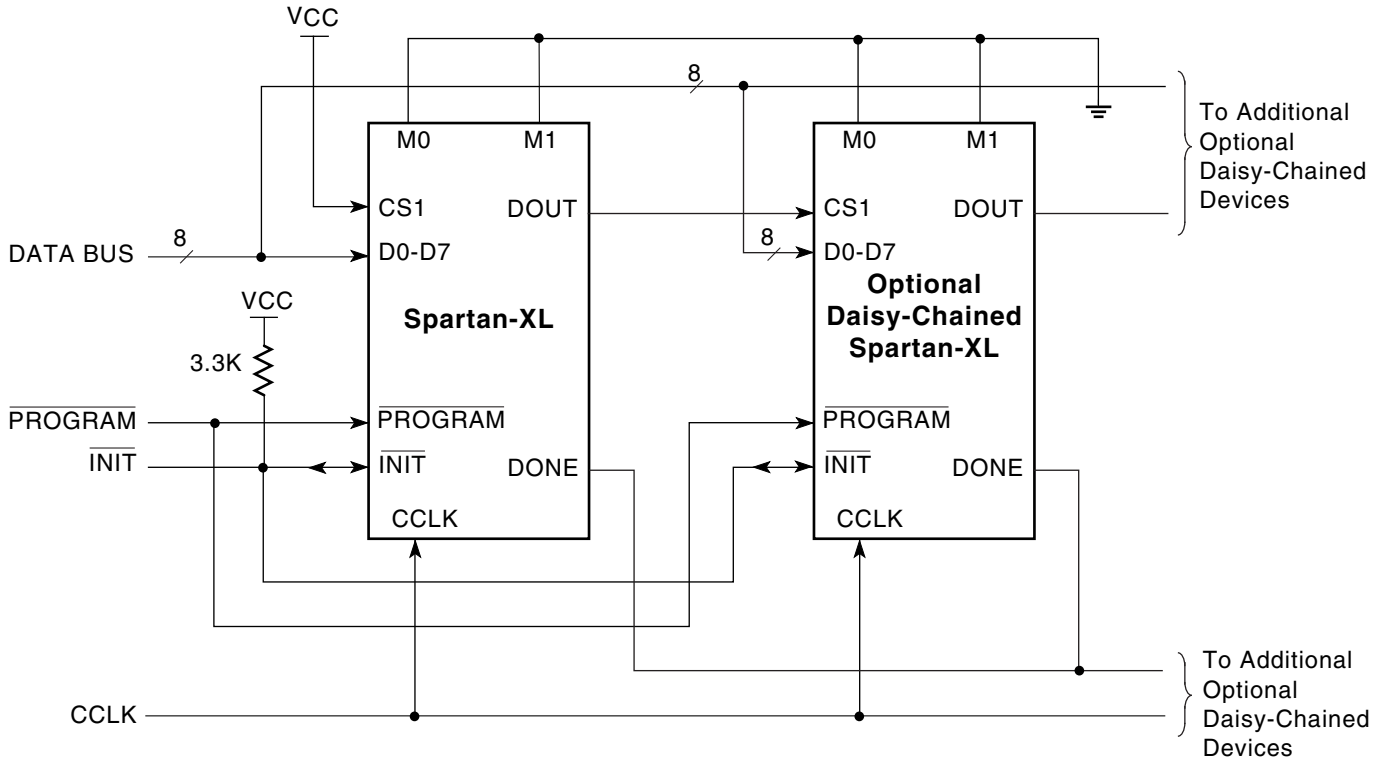 VCC
8
M0
M1
M0
M1
To Additional
Optional
Daisy-Chained
Devices
CS1
DOUT
CS1
DOUT
DATA BUS
8
D0-D7
8
D0-D7
VCC
3.3K
Spartan-XL
Optional
Daisy-Chained
Spartan-XL
PROGRAM
PROGRAM
PROGRAM
INIT
INIT
DONE
INIT
DONE
CCLK
CCLK
CCLK
To Additional
Optional
Daisy-Chained
Devices